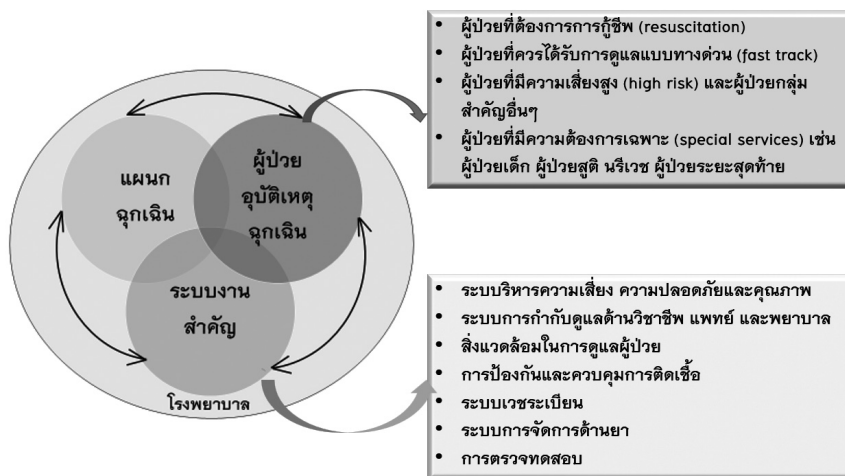 แผนก
ฉุกเฉิน
ผู้ป่วย
อุบัติเหตุ
ฉุกเฉิน
ระบบงาน
สำคัญ
โรงพยาบาล
• ผู้ป่วยที่ต้องการการกู้ชีพ (resuscitation)
• ผู้ป่วยที่ควรได้รับการดูแลแบบทางด่วน (fast track)
• ผู้ป่วยที่มีความเสี่ยงสูง (high risk) และผู้ป่วยกลุ่ม
สำคัญอื่นๆ
• ผู้ป่วยที่มีความต้องการเฉพาะ (special services) เช่น
ผู้ป่วยเด็ก ผู้ป่วยสูติ นรีเวช ผู้ป่วยระยะสุดท้าย
• ระบบริหารความเสี่ยง ความปลอดภัยและคุณภาพ
• ระบบการกำกับดูแลด้านวิชาชีพ แพทย์ และพยาบาล
• สิ่งแวดล้อมในการดูแลผู้ป่วย
• การป้องกันและควบคุมการติดเชื้อ
• ระบบเวชระเบียน
• ระบบการจัดการด้านยา
• การตรวจทดสอบ